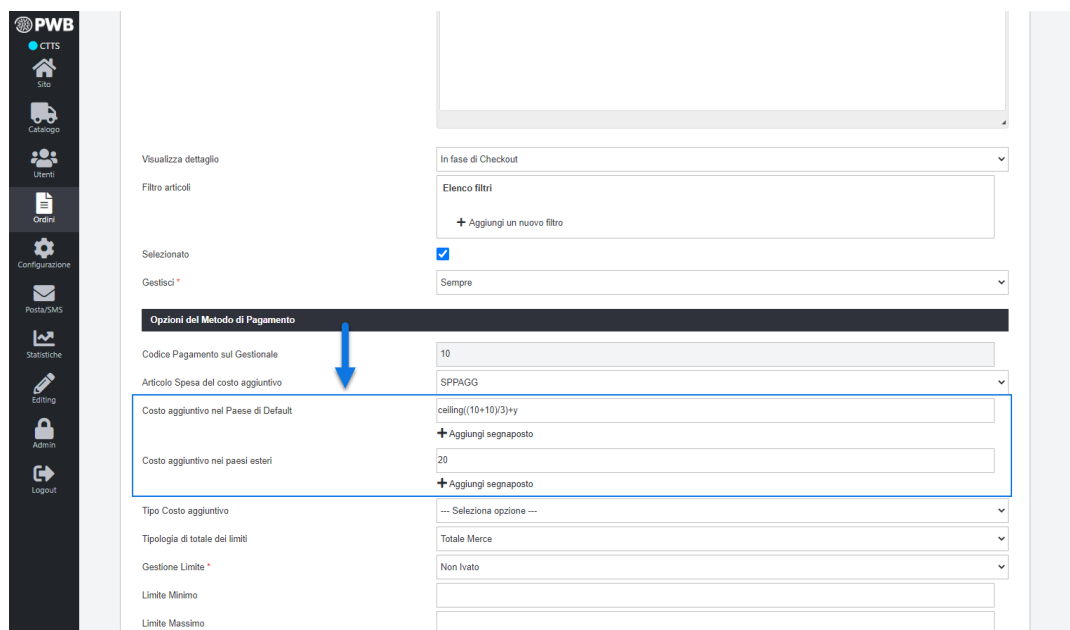 PWB
CTTS
Sito
Catalogo
Utenti
Ordini
Configurazione
Posta/SMS
Statistiche
Editing
Admin
Logout
Visualizza dettaglio
In fase di Checkout
Filtro articoli
Elenco filtri
+ Aggiungi un nuovo filtro
Selezionato
Gestisci *
Sempre
Opzioni del Metodo di Pagamento
Codice Pagamento sul Gestionale
10
Articolo Spesa del costo aggiuntivo
SPPAGG
Costo aggiuntivo nel Paese di Default
ceiling((10+10)/3)+y
+ Aggiungi segnaposto
Costo aggiuntivo nei paesi esteri
20
+ Aggiungi segnaposto
Tipo Costo aggiuntivo
--- Seleziona opzione ---
Tipologia di totale dei limiti
Totale Merce
Gestione Limite *
Non Ivato
Limite Minimo
Limite Massimo